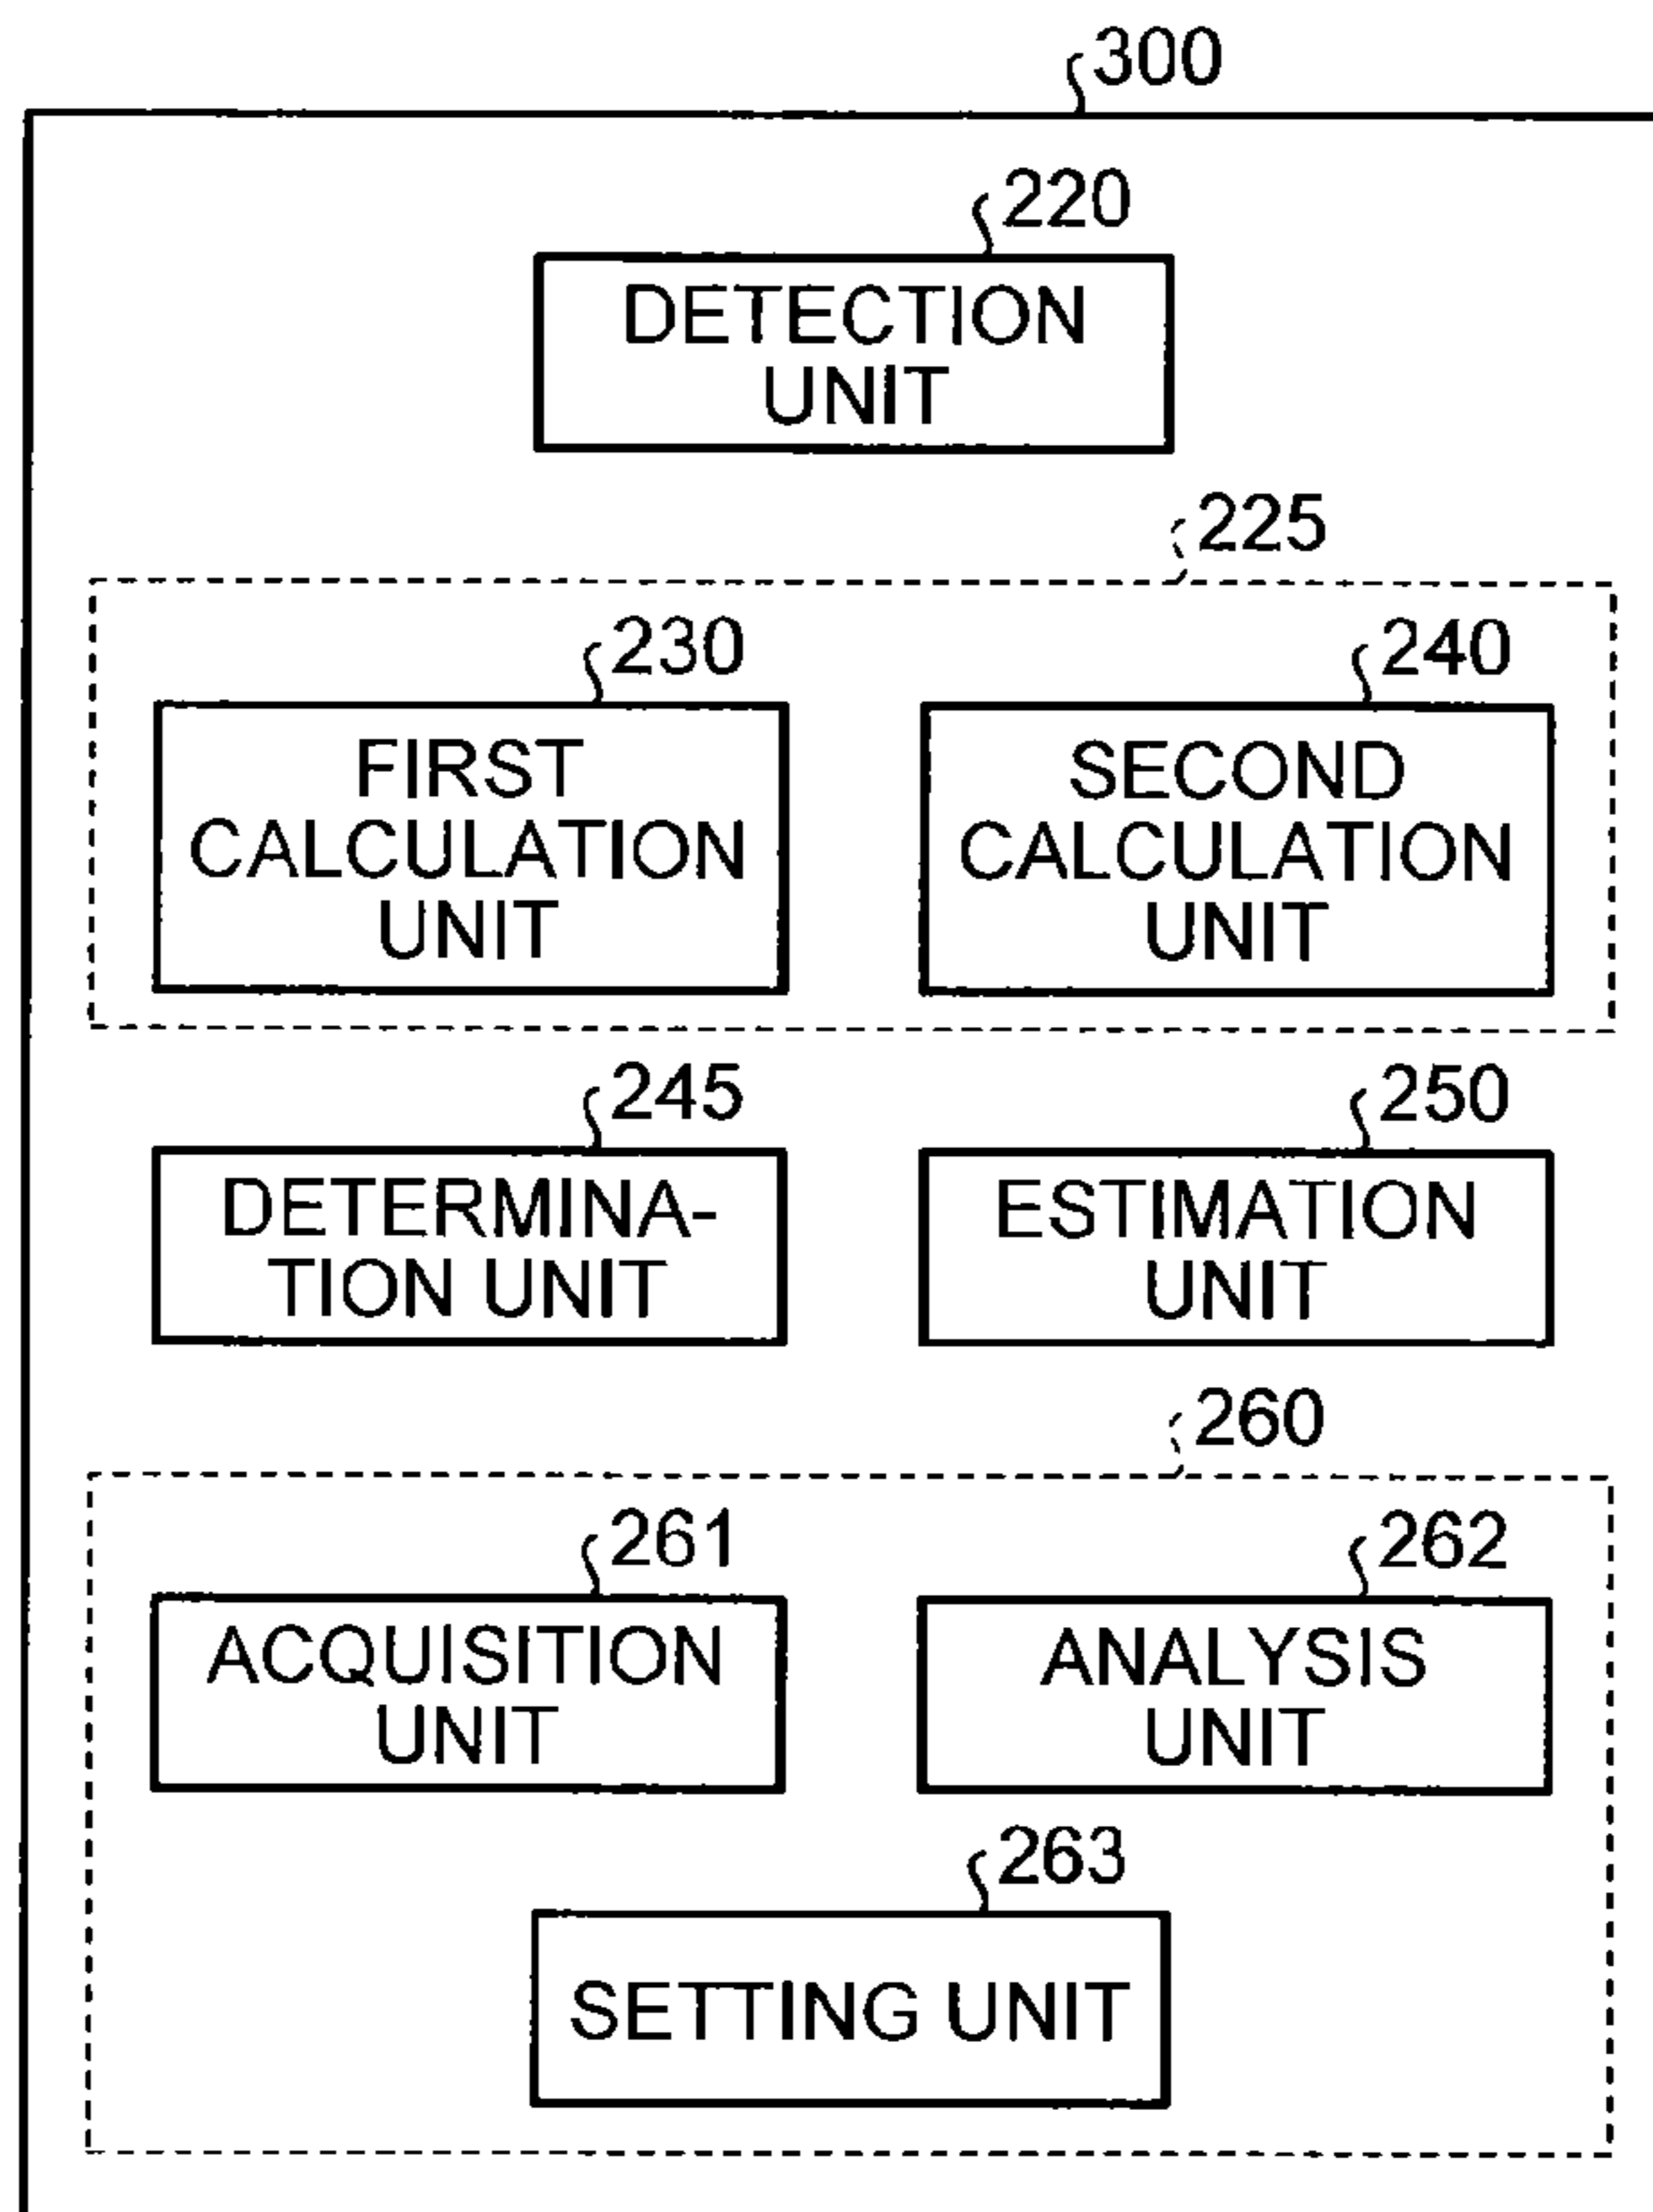 300
220
DETECTION
UNIT
225
230
FIRST
CALCULATION
UNIT
240
SECOND
CALCULATION
UNIT
245
DETERMINA-
TION UNIT
250
ESTIMATION
UNIT
260
261
ACQUISITION
UNIT
262
ANALYSIS
UNIT
263
SETTING UNIT